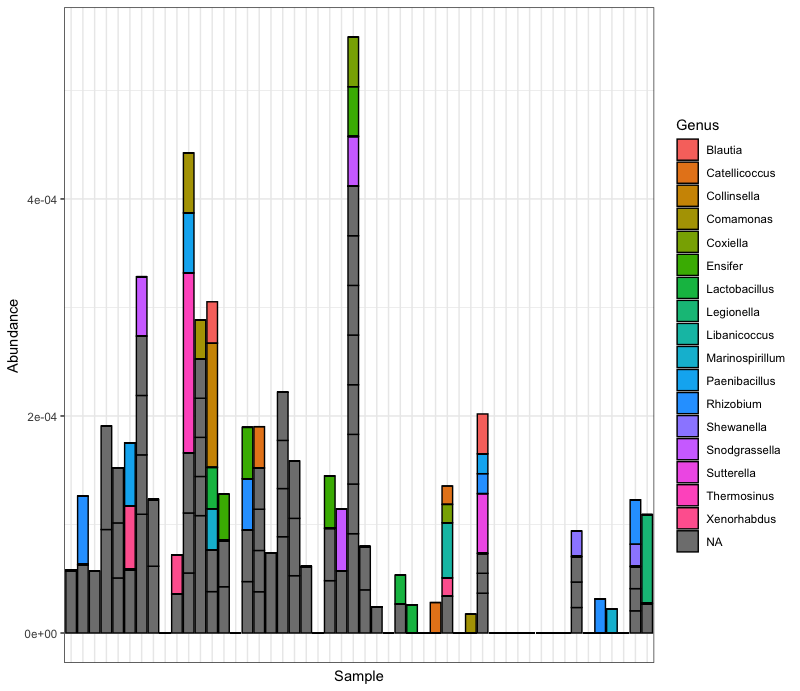 Abundance
4e-04
2e-04
0e+00
Sample
Genus
Blautia
Catellicoccus
Collinsella
Comamonas
Coxiella
Ensifer
Lactobacillus
Legionella
Libanicoccus
Marinospirillum
Paenibacillus
Rhizobium
Shewanella
Snodgrassella
Sutterella
Thermosinus
Xenorhabdus
NA